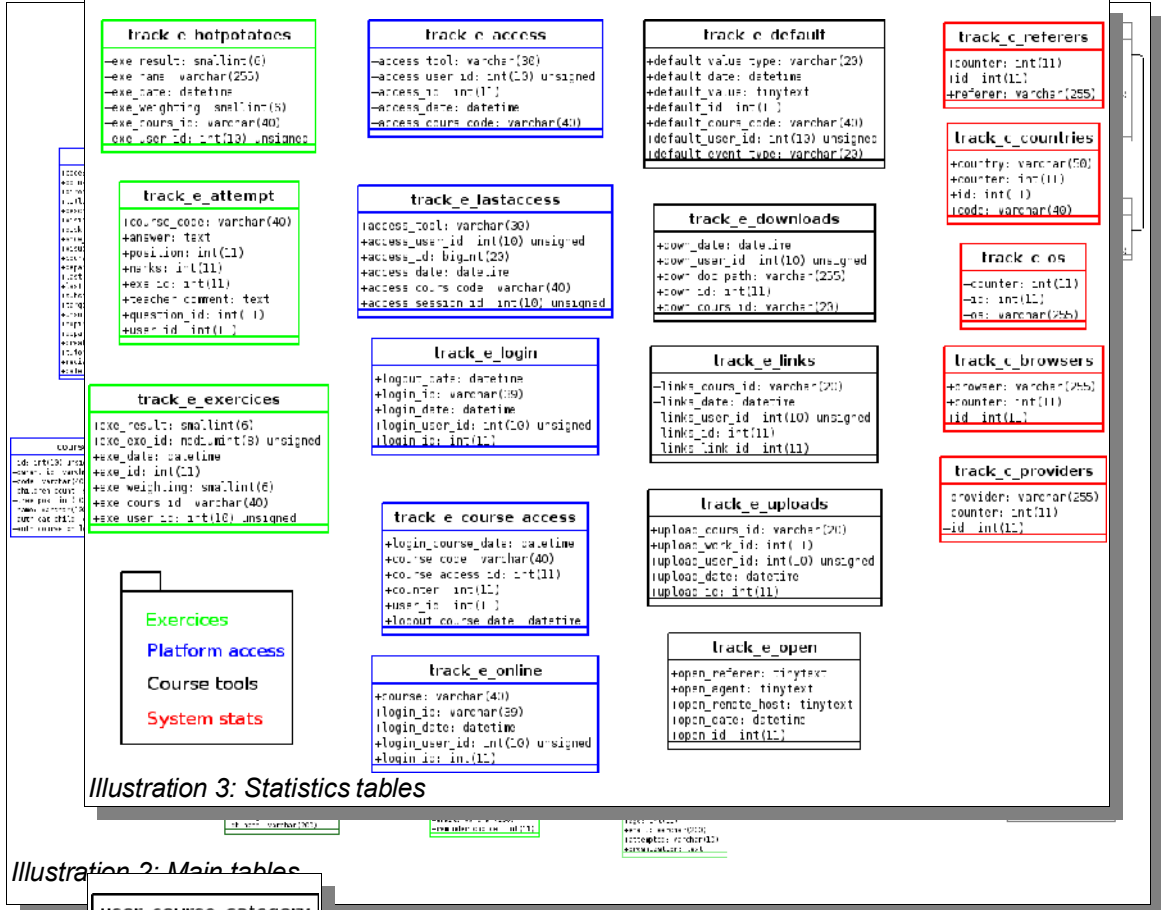 track_e_hotpotatoes
exe_result: smallint(6)
exe_name varchar(255)
exe_date: datetime
exe_weighting smallint(6)
exe_cours_id: varchar(40)
exe_user_id: int(10) unsigned
track_e_attempt
course_code: varchar(40)
+answer: text
+position: int(11)
+marks: int(11)
+exe_id: int(11)
+teacher_comment: text
+question_id: int(11)
+user_id int(11)
track_e_exercices
exe_result: smallint(6)
exe_exo_id: mediumint(8) unsigned
+exe_date: datetime
+exe_id: int(11)
+exe_weighting: smallint(6)
+exe_cours_id varchar(40)
+exe_user_id: int(10) unsigned
Exercices
Platform access
Course tools
System stats
track_e_access
access_tool: varchar(30)
access_user_id: int(10) unsigned
access_id: int(11)
access_date: datetime
access_cours_code: varchar(40)
track_e_lastaccess
access_tool: varchar(30)
+access_user_id int(10) unsigned
+access_id: bigint(20)
+access_date: datetime
+access_cours_code varchar(40)
+access_session_id int(10) unsigned
track_e_login
+logout_date: datetime
+login_ip: varchar(39)
+login_date: datetime
+login_user_id: int(10) unsigned
+login_id: int(11)
track_e_course_access
+login_course_date: datetime
+course_code varchar(40)
+course_access_id: int(11)
+counter int(11)
+user_id int(11)
+logout_course_date datetime
track_e_online
+course: varchar(40)
login_ip: varchar(39)
login_date: datetime
+login_user_id: int(10) unsigned
+login_id: int(11)
track_e_default
+default_value_type: varchar(20)
+default_date: datetime
+default_value: tinytext
+default_id int(11)
+default_cours_code: varchar(40)
+default_user_id: int(10) unsigned
default_event_type: varchar(20)
track_e_downloads
+down_date: datetime
+down_user_id int(10) unsigned
+down_doc_path: varchar(255)
+down_id: int(11)
+down_cours_id: varchar(20)
track_e_links
links_cours_id: varchar(20)
links_date: datetime
links_user_id int(10) unsigned
links_id: int(11)
links_link_id int(11)
track_e_uploads
+upload_cours_id: varchar(20)
+upload_work_id: int(11)
upload_user_id: int(10) unsigned
upload_date: datetime
upload_id: int(11)
track_e_open
+open_referer: tinytext
+open_agent: tinytext
open_remote_host: tinytext
open_date: datetime
open_id int(11)
track_c_referers
counter: int(11)
id int(11)
+referer: varchar(255)
track_c_countries
+country: varchar(50)
+counter: int(11)
+id: int(11)
code: varchar(40)
track_c_os
counter: int(11)
id: int(11)
os: varchar(255)
track_c_browsers
+browser: varchar(255)
+counter: int(11)
id int(11)
track_c_providers
provider: varchar(255)
counter: int(11)
id int(11)
Illustration 3: Statistics tables
Illustration 2: Main tables
user_course_category